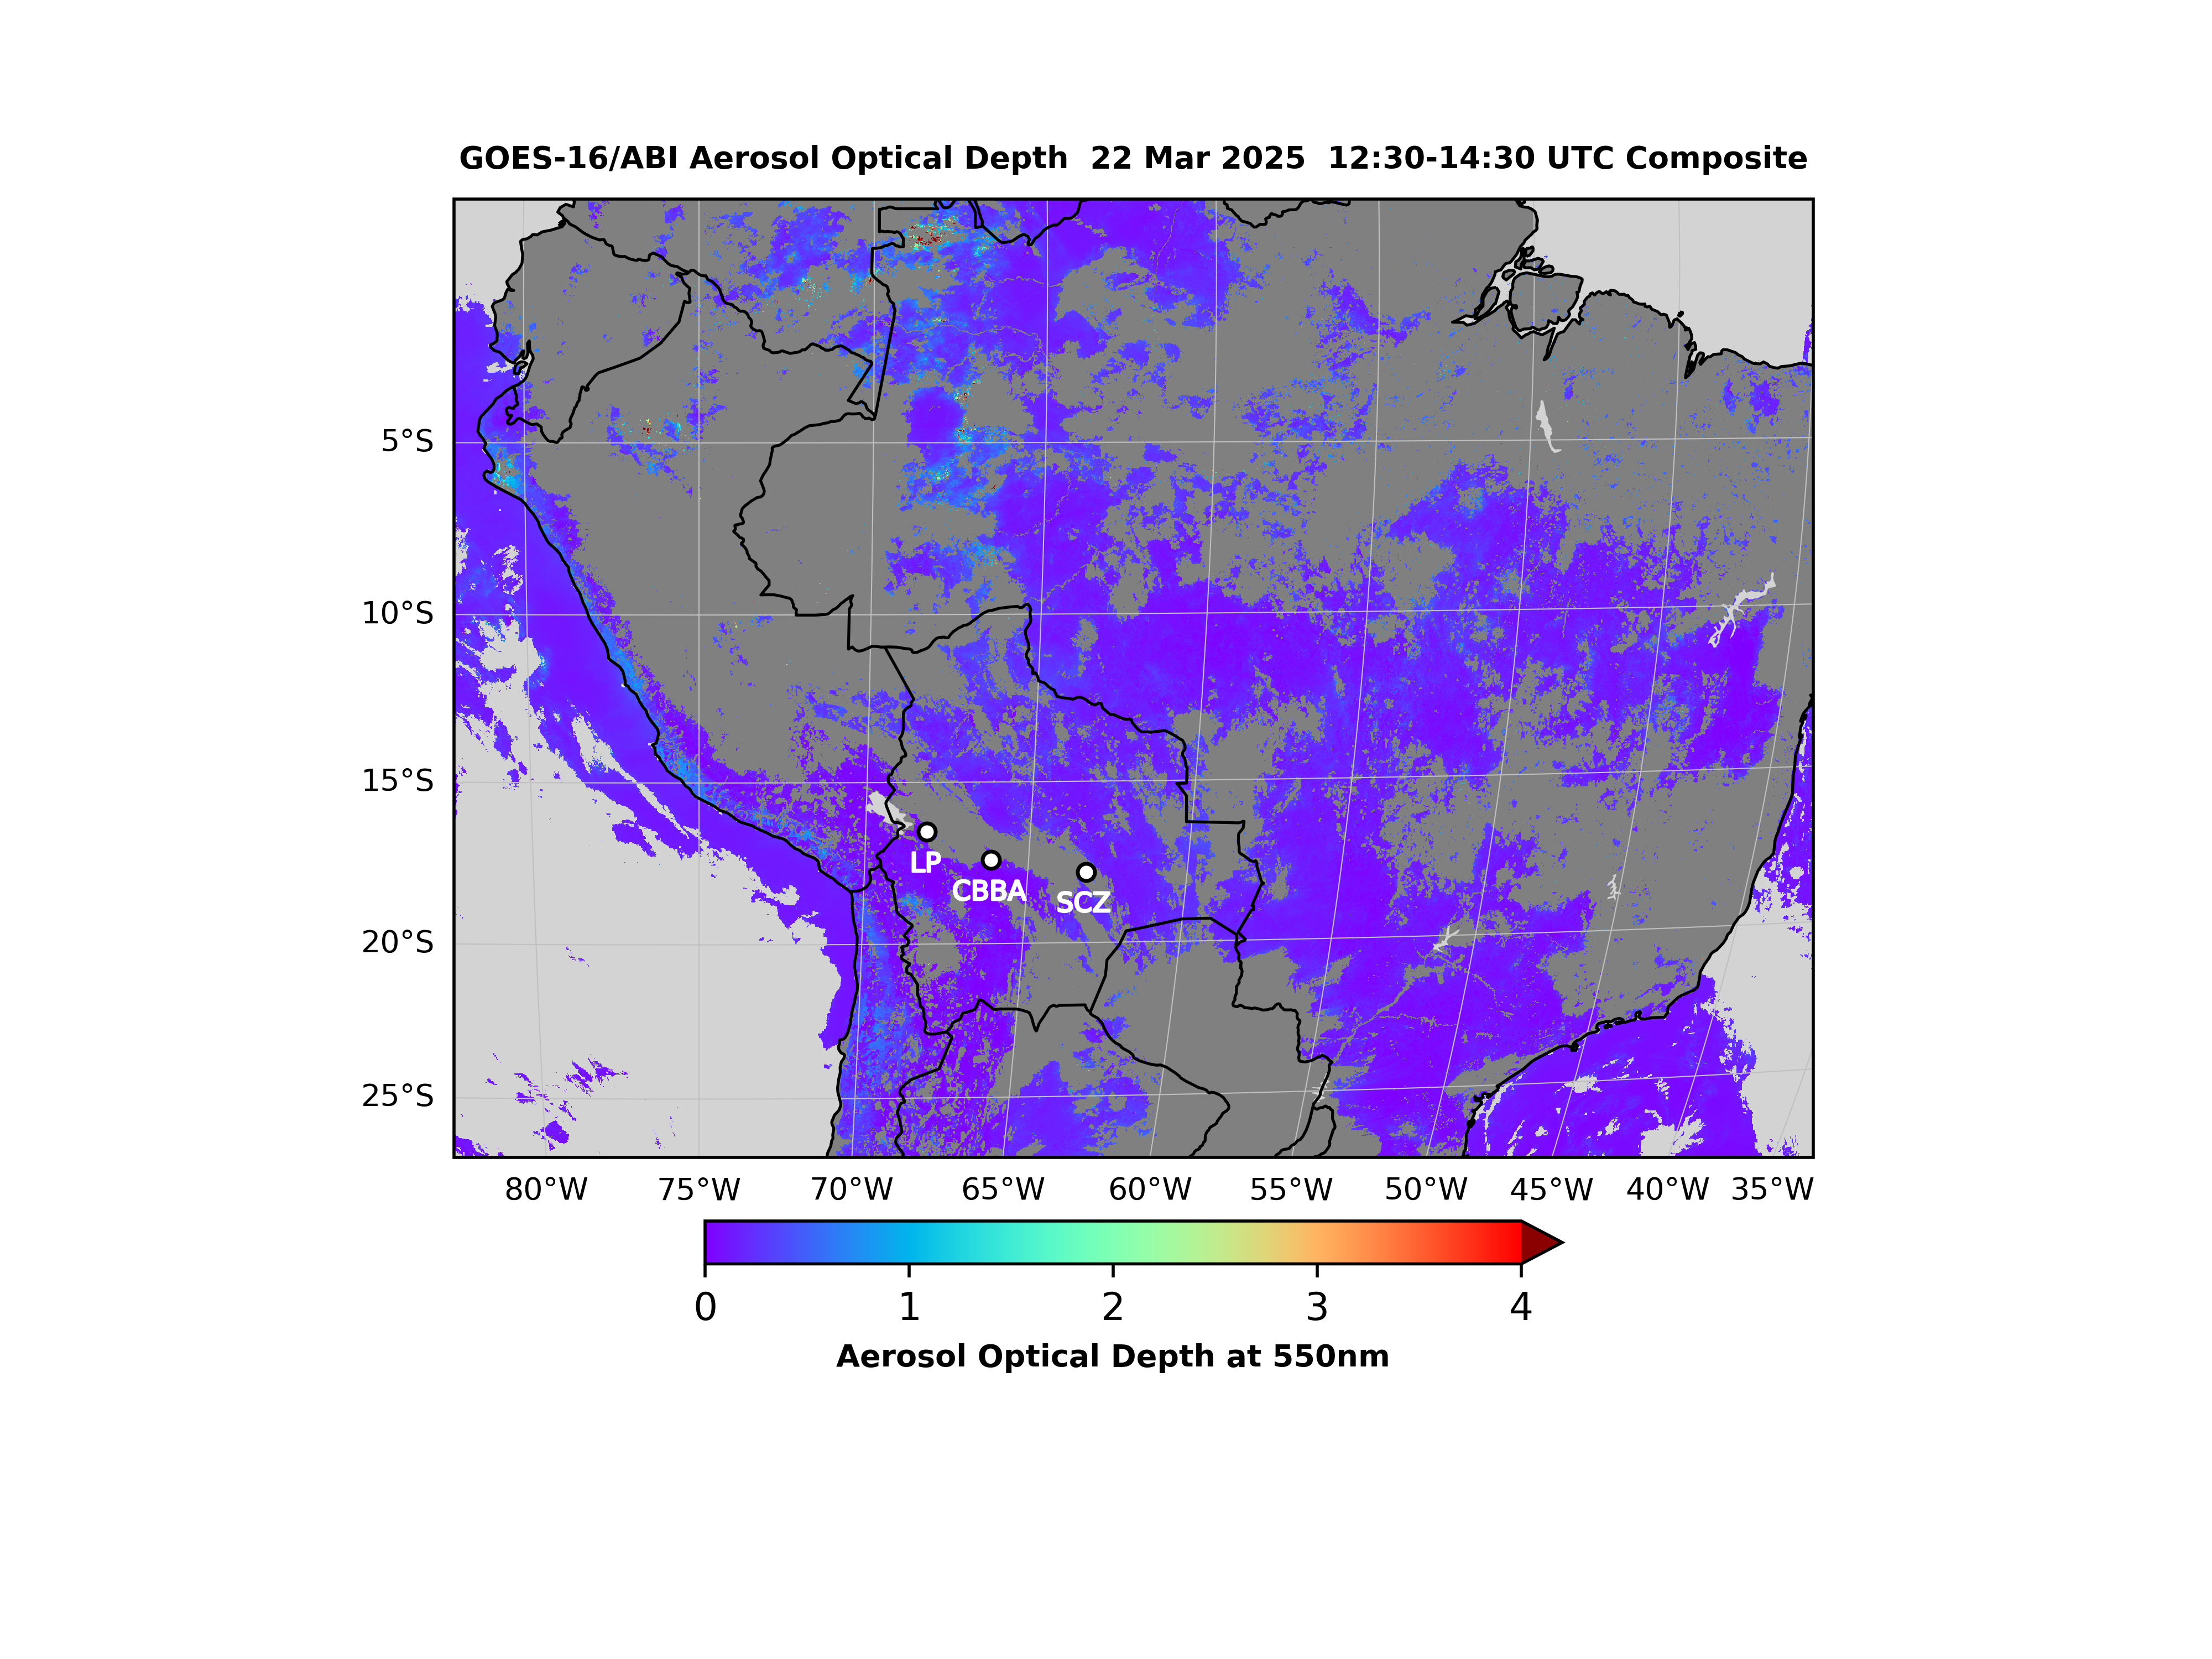 GOES-16/ABI Aerosol Optical Depth  22 Mar 2025  12:30-14:30 UTC Composite
5°S
10°S
15°S
LP
CBBA
SCZ
20°S
25°S
80°W 75°W 70°W 65°W 60°W 55°W 50°W 45°W 40°W 35°W
0 1 2 3 4
Aerosol Optical Depth at 550nm